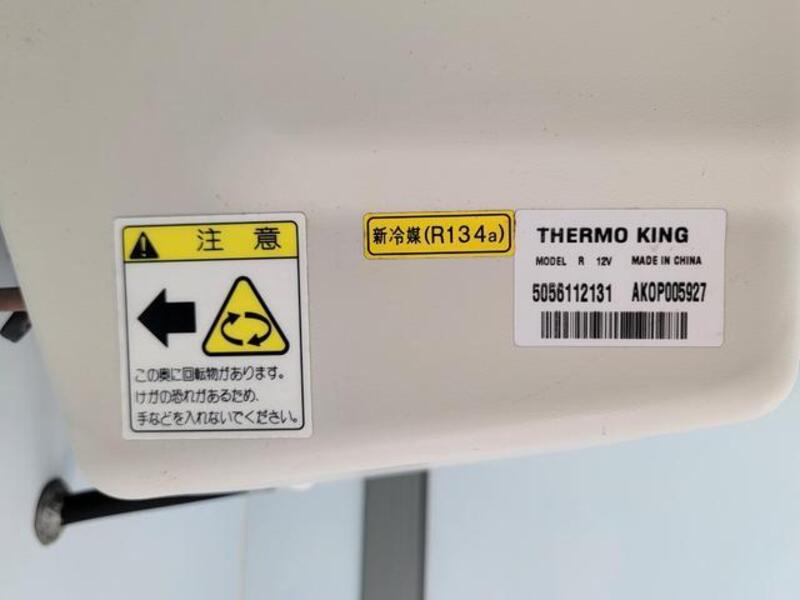 注意
この奥に回転物があります。
けがの恐れがあるため、
手などを入れないでください。
新冷媒(R134a)
THERMO KING
MODEL R 12V MADE IN CHINA
5056112131 AKOP005927